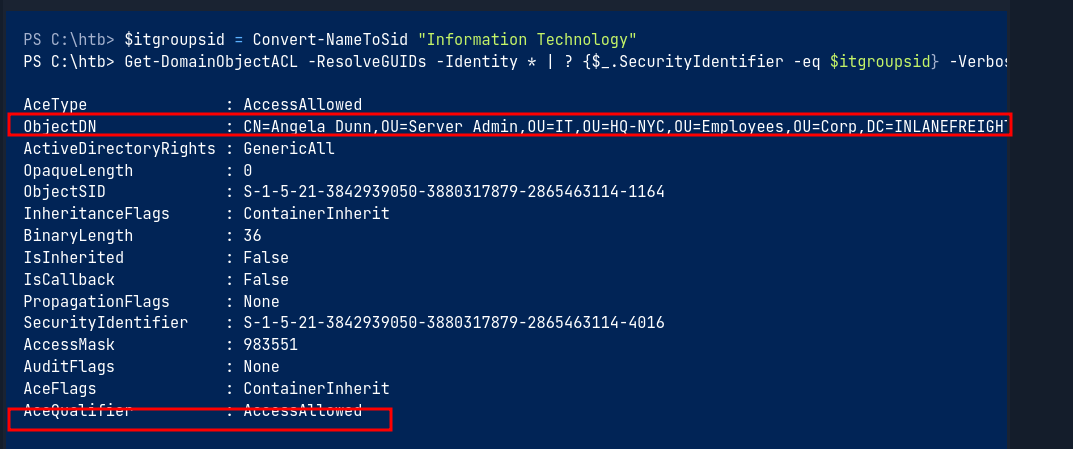 PS C:\htb> $itgroupsid = Convert-NameToSid "Information Technology"
PS C:\htb> Get-DomainObjectACL -ResolveGUIDs -Identity * | ? {$_.SecurityIdentifier -eq $itgroupsid} -Verbos
AceType : AccessAllowed
ObjectDN : CN=Angela Dunn,OU=Server Admin,OU=IT,OU=HQ-NYC,OU=Employees,OU=Corp,DC=INLANEFREIGHT
ActiveDirectoryRights : GenericAll
OpaqueLength : 0
ObjectSID : S-1-5-21-3842939050-3880317879-2865463114-1164
InheritanceFlags : ContainerInherit
BinaryLength : 36
IsInherited : False
IsCallback : False
PropagationFlags : None
SecurityIdentifier : S-1-5-21-3842939050-3880317879-2865463114-4016
AccessMask : 983551
AuditFlags : None
AceFlags : ContainerInherit
AceQualifier : AccessAllowed